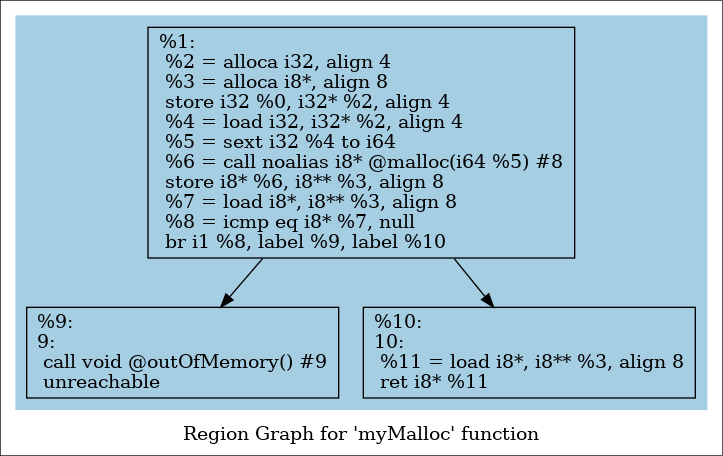 %1:
%2 = alloca i32, align 4
%3 = alloca i8*, align 8
store i32 %0, i32* %2, align 4
%4 = load i32, i32* %2, align 4
%5 = sext i32 %4 to i64
%6 = call noalias i8* @malloc(i64 %5) #8
store i8* %6, i8** %3, align 8
%7 = load i8*, i8** %3, align 8
%8 = icmp eq i8* %7, null
br i1 %8, label %9, label %10
%9:
9:
call void @outOfMemory() #9
unreachable
%10:
10:
%11 = load i8*, i8** %3, align 8
ret i8* %11
Region Graph for 'myMalloc' function